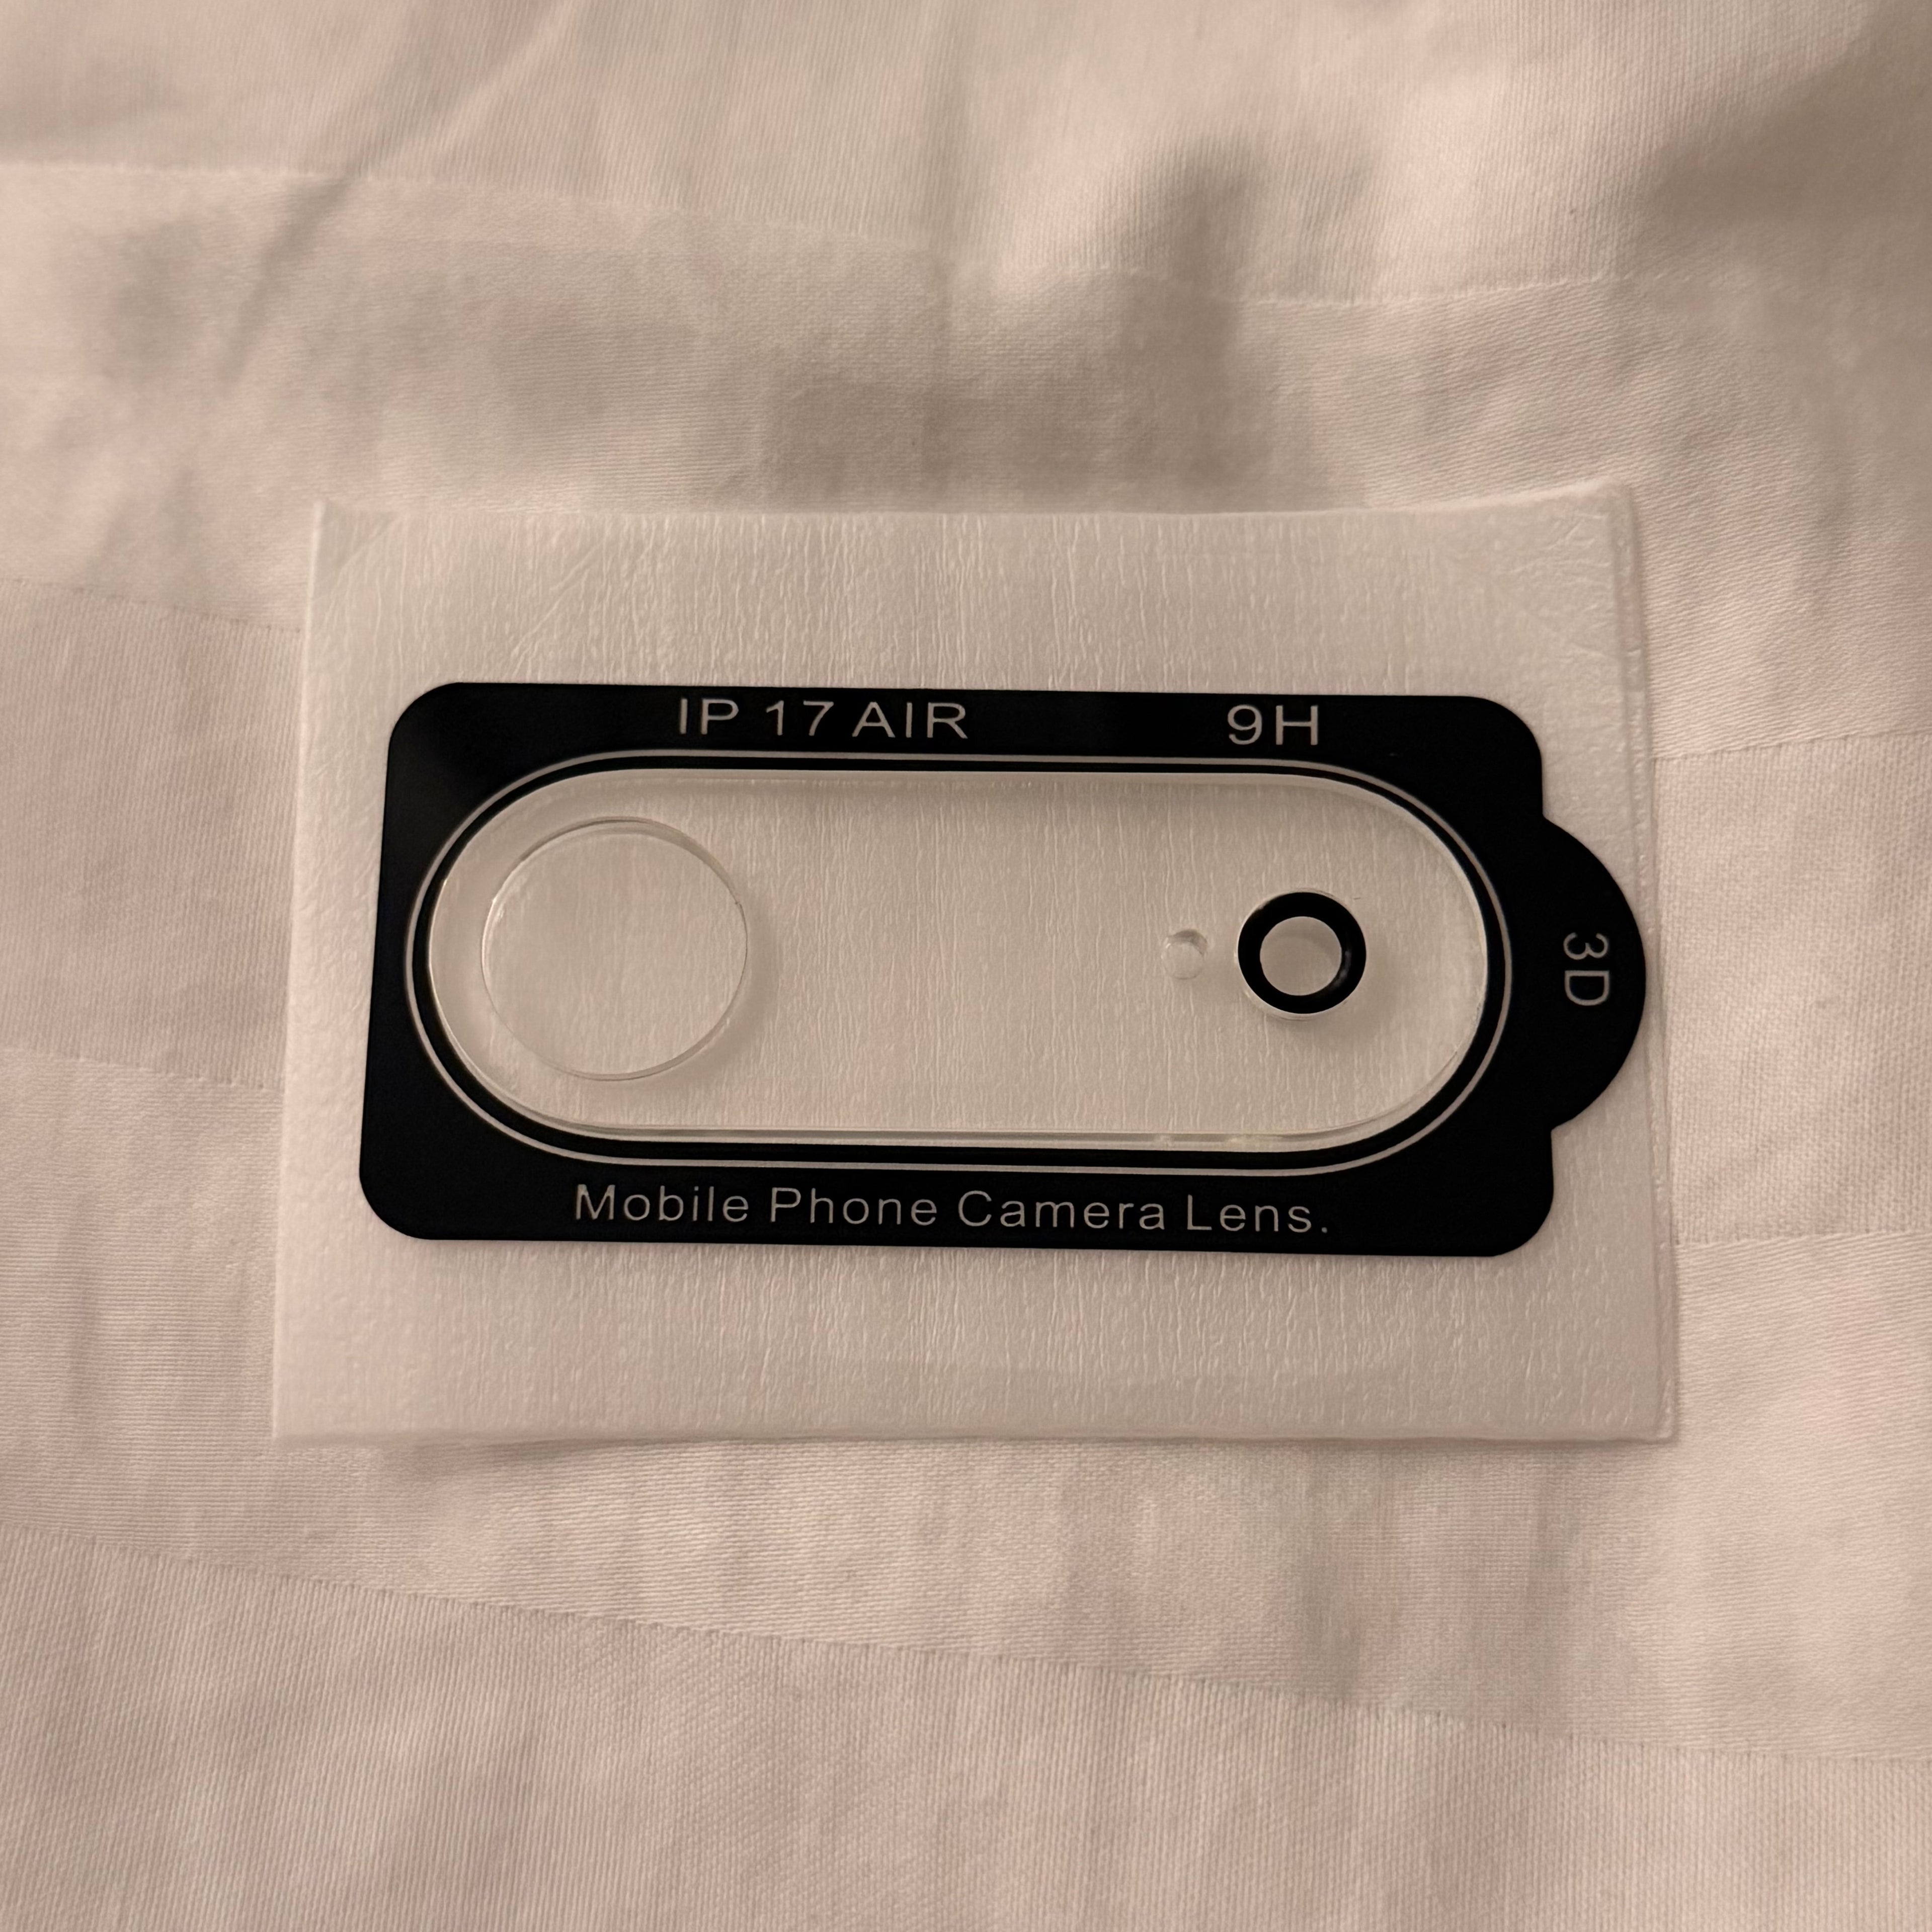 IP 17 AIR 9H
3D
Mobile Phone Camera Lens.